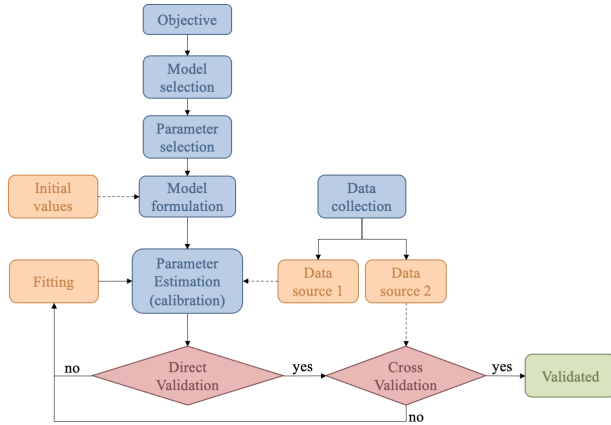 Objective
Model
selection
Parameter
selection
Initial
values
Model
formulation
Data
collection
Fitting
Parameter
Estimation
(calibration)
Data
source 1
Data
source 2
no
Direct
Validation
yes
Cross
Validation
yes
Validated
no